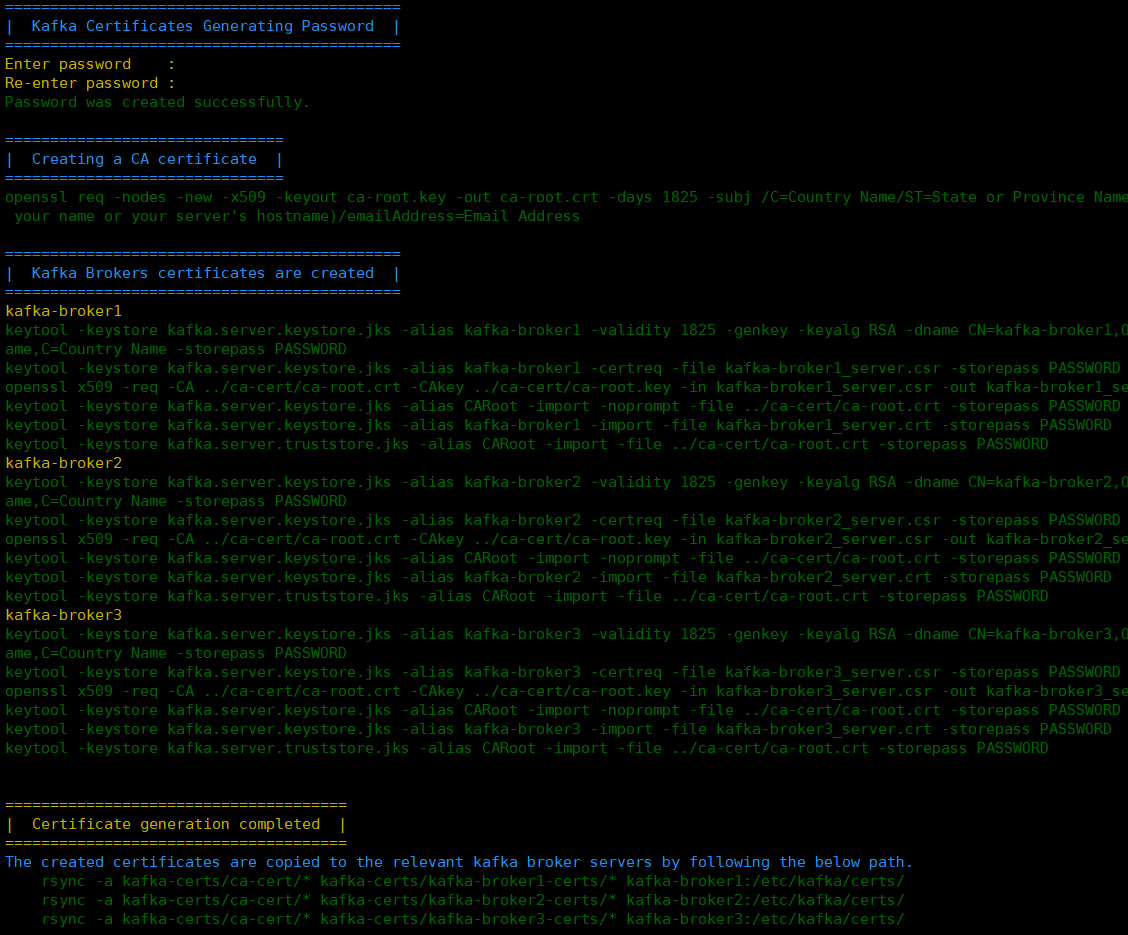 ============================================
|  Kafka Certificates Generating Password  |
============================================
Enter password    :
Re-enter password :
Password was created successfully.
===============================
|  Creating a CA certificate  |
===============================
openssl req -nodes -new -x509 -keyout ca-root.key -out ca-root.crt -days 1825 -subj /C=Country Name/ST=State or Province Name
 your name or your server's hostname)/emailAddress=Email Address
============================================
|  Kafka Brokers certificates are created  |
============================================
kafka-broker1
keytool -keystore kafka.server.keystore.jks -alias kafka-broker1 -validity 1825 -genkey -keyalg RSA -dname CN=kafka-broker1,O
ame,C=Country Name -storepass PASSWORD
keytool -keystore kafka.server.keystore.jks -alias kafka-broker1 -certreq -file kafka-broker1_server.csr -storepass PASSWORD
openssl x509 -req -CA ../ca-cert/ca-root.crt -CAkey ../ca-cert/ca-root.key -in kafka-broker1_server.csr -out kafka-broker1_se
keytool -keystore kafka.server.keystore.jks -alias CARoot -import -noprompt -file ../ca-cert/ca-root.crt -storepass PASSWORD
keytool -keystore kafka.server.keystore.jks -alias kafka-broker1 -import -file kafka-broker1_server.crt -storepass PASSWORD
keytool -keystore kafka.server.truststore.jks -alias CARoot -import -file ../ca-cert/ca-root.crt -storepass PASSWORD
kafka-broker2
keytool -keystore kafka.server.keystore.jks -alias kafka-broker2 -validity 1825 -genkey -keyalg RSA -dname CN=kafka-broker2,O
ame,C=Country Name -storepass PASSWORD
keytool -keystore kafka.server.keystore.jks -alias kafka-broker2 -certreq -file kafka-broker2_server.csr -storepass PASSWORD
openssl x509 -req -CA ../ca-cert/ca-root.crt -CAkey ../ca-cert/ca-root.key -in kafka-broker2_server.csr -out kafka-broker2_se
keytool -keystore kafka.server.keystore.jks -alias CARoot -import -noprompt -file ../ca-cert/ca-root.crt -storepass PASSWORD
keytool -keystore kafka.server.keystore.jks -alias kafka-broker2 -import -file kafka-broker2_server.crt -storepass PASSWORD
keytool -keystore kafka.server.truststore.jks -alias CARoot -import -file ../ca-cert/ca-root.crt -storepass PASSWORD
kafka-broker3
keytool -keystore kafka.server.keystore.jks -alias kafka-broker3 -validity 1825 -genkey -keyalg RSA -dname CN=kafka-broker3,O
ame,C=Country Name -storepass PASSWORD
keytool -keystore kafka.server.keystore.jks -alias kafka-broker3 -certreq -file kafka-broker3_server.csr -storepass PASSWORD
openssl x509 -req -CA ../ca-cert/ca-root.crt -CAkey ../ca-cert/ca-root.key -in kafka-broker3_server.csr -out kafka-broker3_se
keytool -keystore kafka.server.keystore.jks -alias CARoot -import -noprompt -file ../ca-cert/ca-root.crt -storepass PASSWORD
keytool -keystore kafka.server.keystore.jks -alias kafka-broker3 -import -file kafka-broker3_server.crt -storepass PASSWORD
keytool -keystore kafka.server.truststore.jks -alias CARoot -import -file ../ca-cert/ca-root.crt -storepass PASSWORD
======================================
|  Certificate generation completed  |
======================================
The created certificates are copied to the relevant kafka broker servers by following the below path.
    rsync -a kafka-certs/ca-cert/* kafka-certs/kafka-broker1-certs/* kafka-broker1:/etc/kafka/certs/
    rsync -a kafka-certs/ca-cert/* kafka-certs/kafka-broker2-certs/* kafka-broker2:/etc/kafka/certs/
    rsync -a kafka-certs/ca-cert/* kafka-certs/kafka-broker3-certs/* kafka-broker3:/etc/kafka/certs/